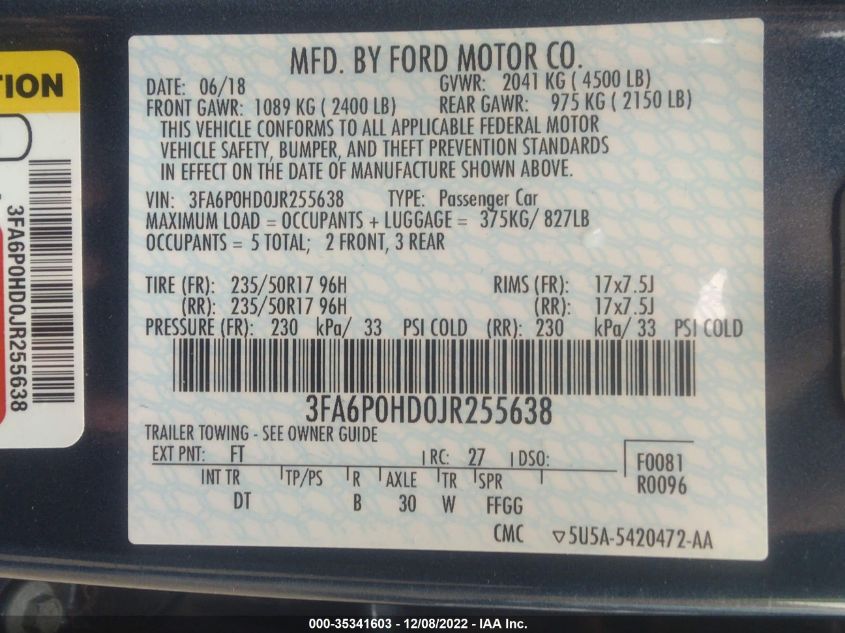 TION
3FA6P0HD0JR255638
MFD. BY FORD MOTOR CO.
DATE: 06/18 GVWR: 2041 KG ( 4500 LB)
FRONT GAWR: 1089 KG ( 2400 LB) REAR GAWR: 975 KG ( 2150 LB)
THIS VEHICLE CONFORMS TO ALL APPLICABLE FEDERAL MOTOR
VEHICLE SAFETY, BUMPER, AND THEFT PREVENTION STANDARDS
IN EFFECT ON THE DATE OF MANUFACTURE SHOWN ABOVE.
VIN: 3FA6P0HD0JR255638 TYPE: Passenger Car
MAXIMUM LOAD = OCCUPANTS + LUGGAGE = 375KG/ 827LB
OCCUPANTS = 5 TOTAL; 2 FRONT, 3 REAR
TIRE (FR): 235/50R17 96H RIMS (FR): 17x7.5J
(RR): 235/50R17 96H (RR): 17x7.5J
PRESSURE (FR): 230 kPa/ 33 PSI COLD (RR): 230 kPa/ 33 PSI COLD
3FA6P0HD0JR255638
TRAILER TOWING - SEE OWNER GUIDE
EXT PNT: FT RC: 27 DSO: F0081
INT TR TP/PS R AXLE TR SPR R0096
DT B 30 W FFGG
CMC ▽5U5A-5420472-AA
000-35341603 - 12/08/2022 - IAA Inc.